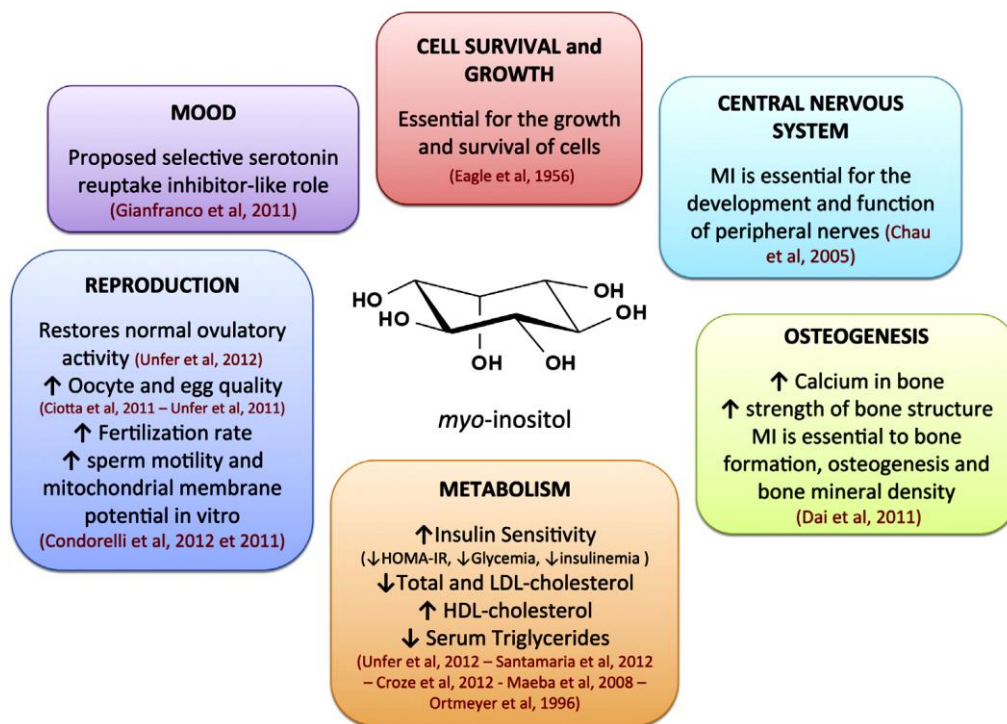 CELL SURVIVAL and
GROWTH
Essential for the growth
and survival of cells
(Eagle et al, 1956)
MOOD
Proposed selective serotonin
reuptake inhibitor-like role
(Gianfranco et al, 2011)
CENTRAL NERVOUS
SYSTEM
MI is essential for the
development and function
of peripheral nerves (Chau
et al, 2005)
REPRODUCTION
Restores normal ovulatory
activity (Unfer et al, 2012)
↑ Oocyte and egg quality
(Ciotta et al, 2011 – Unfer et al, 2011)
↑ Fertilization rate
↑ sperm motility and
mitochondrial membrane
potential in vitro
(Condorelli et al, 2012 et 2011)
HO
HO
OH
OH
OH
OH
myo-inositol
OSTEOGENESIS
↑ Calcium in bone
↑ strength of bone structure
MI is essential to bone
formation, osteogenesis and
bone mineral density
(Dai et al, 2011)
METABOLISM
↑Insulin Sensitivity
(↓HOMA-IR, ↓Glycemia, ↓insulinemia )
↓Total and LDL-cholesterol
↑ HDL-cholesterol
↓ Serum Triglycerides
(Unfer et al, 2012 – Santamaria et al, 2012
– Croze et al, 2012 - Maeba et al, 2008 –
Ortmeyer et al, 1996)